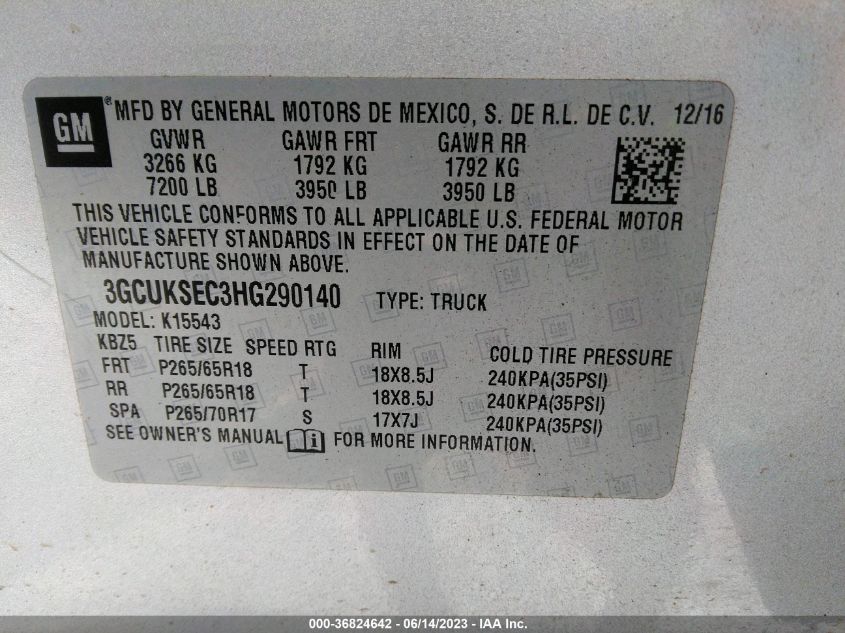 GM ® MFD BY GENERAL MOTORS DE MEXICO, S. DE R.L. DE C.V. 12/16
GVWR GAWR FRT GAWR RR
3266 KG 1792 KG 1792 KG
7200 LB 3950 LB 3950 LB
THIS VEHICLE CONFORMS TO ALL APPLICABLE U.S. FEDERAL MOTOR
VEHICLE SAFETY STANDARDS IN EFFECT ON THE DATE OF
MANUFACTURE SHOWN ABOVE.
3GCUKSEC3HG290140 TYPE: TRUCK
MODEL: K15543
KBZ5 TIRE SIZE SPEED RTG RIM COLD TIRE PRESSURE
FRT P265/65R18 T 18X8.5J 240KPA(35PSI)
RR P265/65R18 T 18X8.5J 240KPA(35PSI)
SPA P265/70R17 S 17X7J 240KPA(35PSI)
SEE OWNER'S MANUAL i FOR MORE INFORMATION.
000-36824642 - 06/14/2023 - IAA Inc.